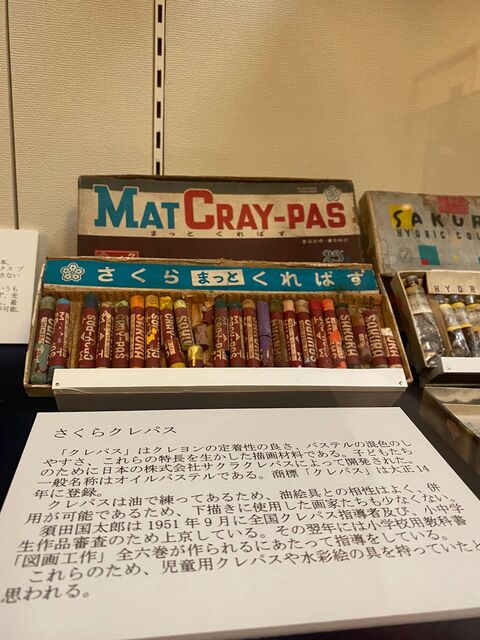 MAT CRAY-PAS
まっと くれぱす
25
さくら まっと くれぱす
SAKUR
HYDRIC COL
HYD
CRAY-PAS
SAKURA
さくらクレパス
「クレパス」はクレヨンの定着性の良さ、パステルの混色のし
やすさ、これらの特長を生かした描画材料である。子どもたち
のために日本の株式会社サクラクレパスによって開発された。
一般名称はオイルパステルである。商標「クレパス」は大正14
年に登録。
クレパスは油で練ってあるため、油絵具との相性はよく、併
用が可能であるため、下描きに使用した画家たちも少なくない。
須田国太郎は1951年9月に全国クレパス指導者及び、小中学
生作品審査のため上京している。その翌年には小学校用教科書
「図画工作」全六巻が作られるにあたって指導をしている。
これらのため、児童用クレパスや水彩絵の具を持っていたと
思われる。